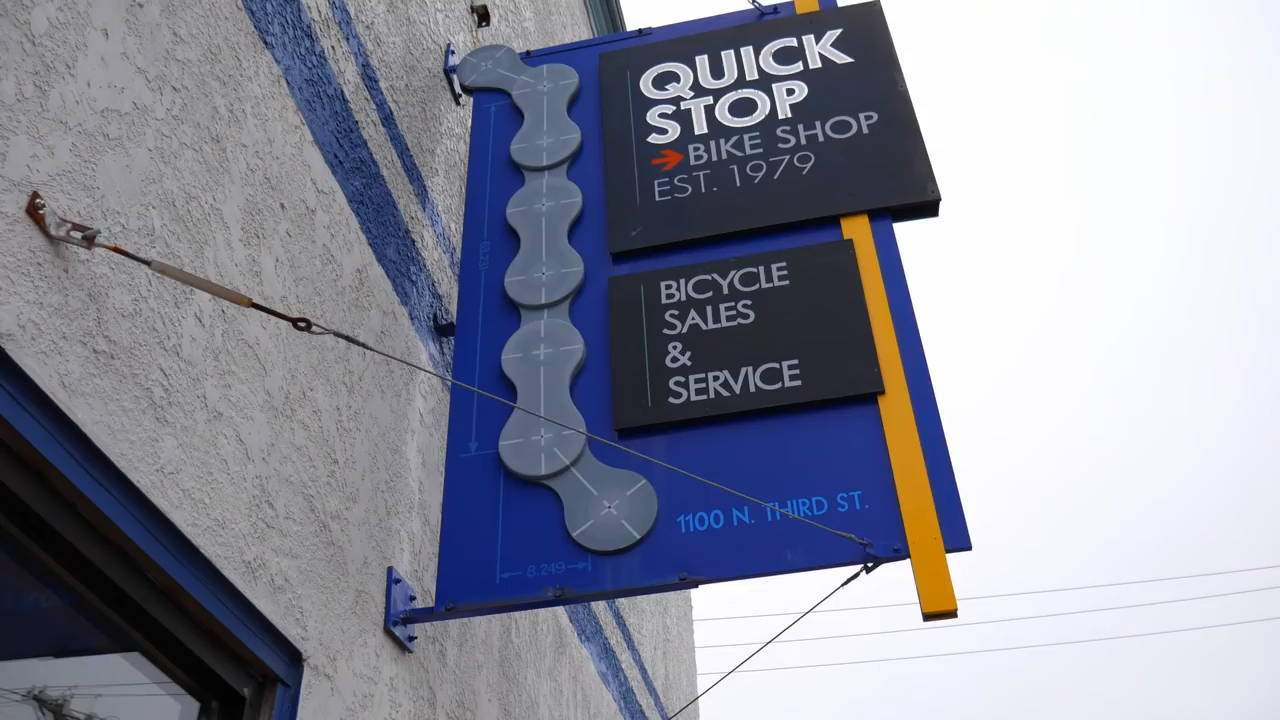 QUICK
STOP
BIKE SHOP
EST. 1979
BICYCLE
SALES
&
SERVICE
1100 N. THIRD ST.
8.249